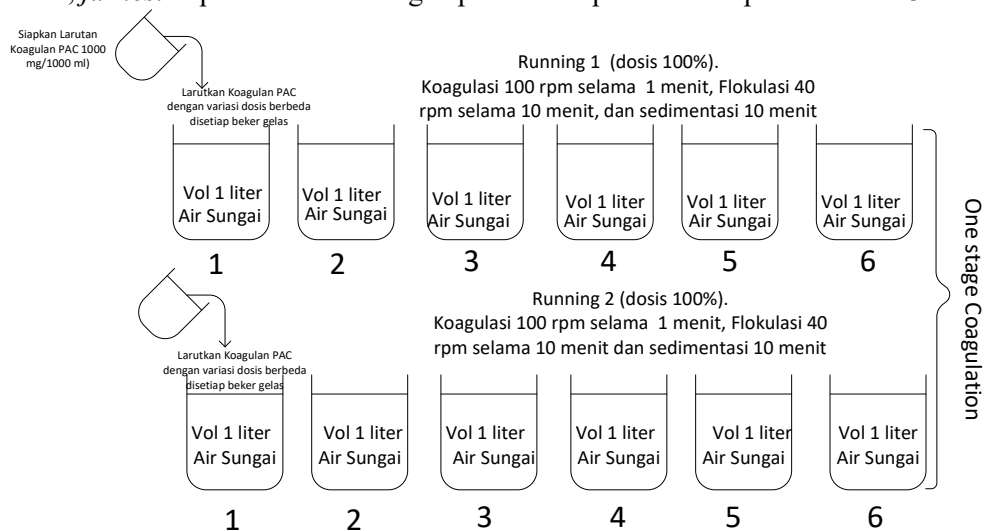 Siapkan Larutan
Koagulan PAC 1000
mg/1000 ml)
Larutkan Koagulan PAC
dengan variasi dosis berbeda
disetiap beker gelas
Running 1 (dosis 100%).
Koagulasi 100 rpm selama 1 menit, Flokulasi 40
rpm selama 10 menit, dan sedimentasi 10 menit
Vol 1 liter
Air Sungai
Vol 1 liter
Air Sungai
Vol 1 liter
Air Sungai
Vol 1 liter
Air Sungai
Vol 1 liter
Air Sungai
Vol 1 liter
Air Sungai
1 2 3 4 5 6
Running 2 (dosis 100%).
Koagulasi 100 rpm selama 1 menit, Flokulasi 40
rpm selama 10 menit dan sedimentasi 10 menit
Larutkan Koagulan PAC
dengan variasi dosis berbeda
disetiap beker gelas
Vol 1 liter
Air Sungai
Vol 1 liter
Air Sungai
Vol 1 liter
Air Sungai
Vol 1 liter
Air Sungai
Vol 1 liter
Air Sungai
Vol 1 liter
Air Sungai
1 2 3 4 5 6
One stage Coagulation